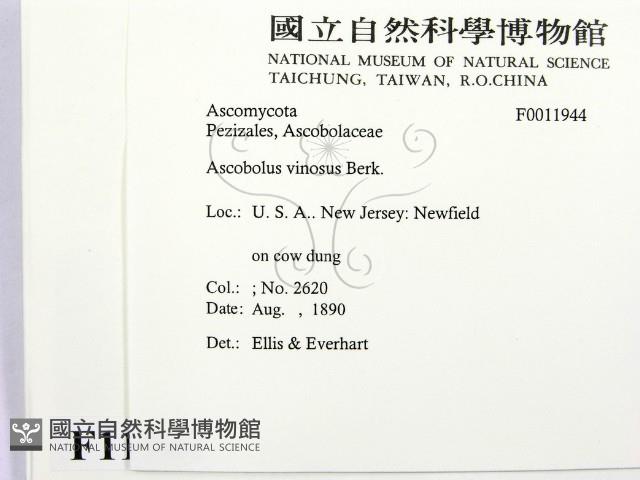 國立自然科學博物館
NATIONAL MUSEUM OF NATURAL SCIENCE
TAICHUNG, TAIWAN, R.O.CHINA
Ascomycota F0011944
Pezizales, Ascobolaceae
Ascobolus vinosus Berk.
Loc.: U. S. A.. New Jersey: Newfield
on cow dung
Col.: ; No. 2620
Date: Aug. , 1890
Det.: Ellis & Everhart
國立自然科學博物館
NATIONAL MUSEUM OF NATURAL SCIENCE